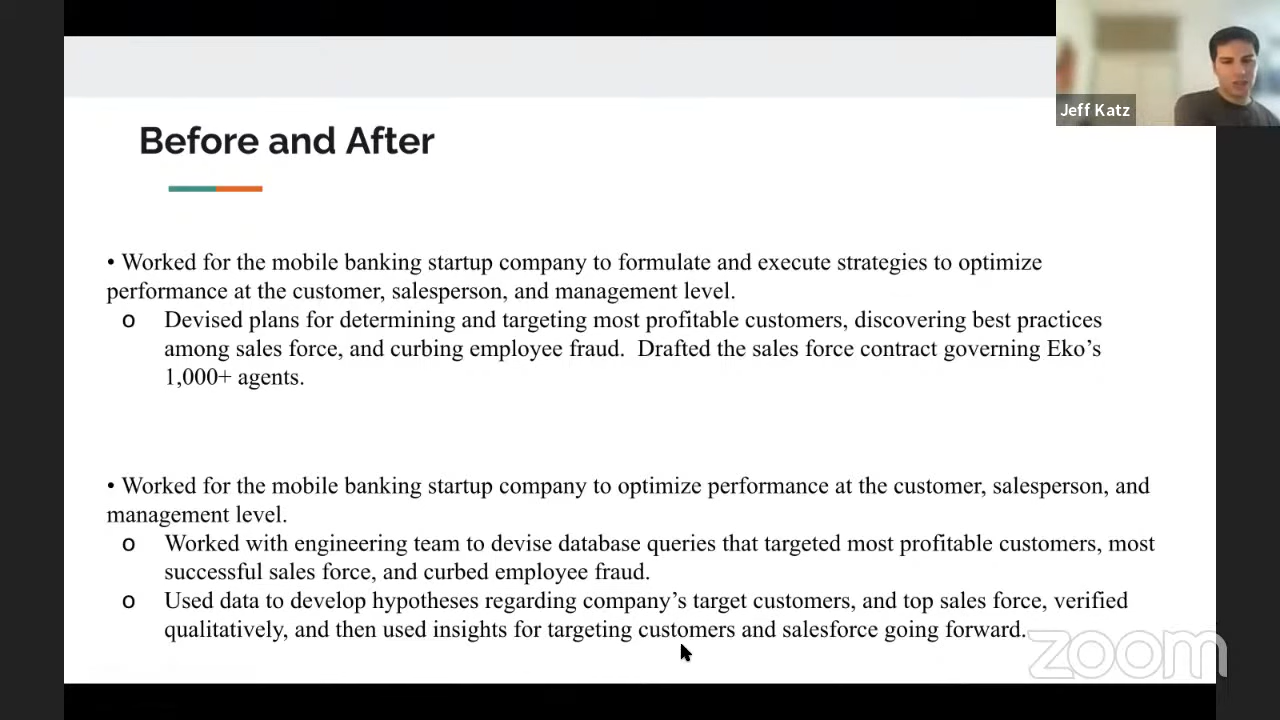 Jeff Katz
Before and After
• Worked for the mobile banking startup company to formulate and execute strategies to optimize
performance at the customer, salesperson, and management level.
o Devised plans for determining and targeting most profitable customers, discovering best practices
among sales force, and curbing employee fraud.  Drafted the sales force contract governing Eko’s
1,000+ agents.
• Worked for the mobile banking startup company to optimize performance at the customer, salesperson, and
management level.
o Worked with engineering team to devise database queries that targeted most profitable customers, most
successful sales force, and curbed employee fraud.
o Used data to develop hypotheses regarding company’s target customers, and top sales force, verified
qualitatively, and then used insights for targeting customers and salesforce going forward.
zoom